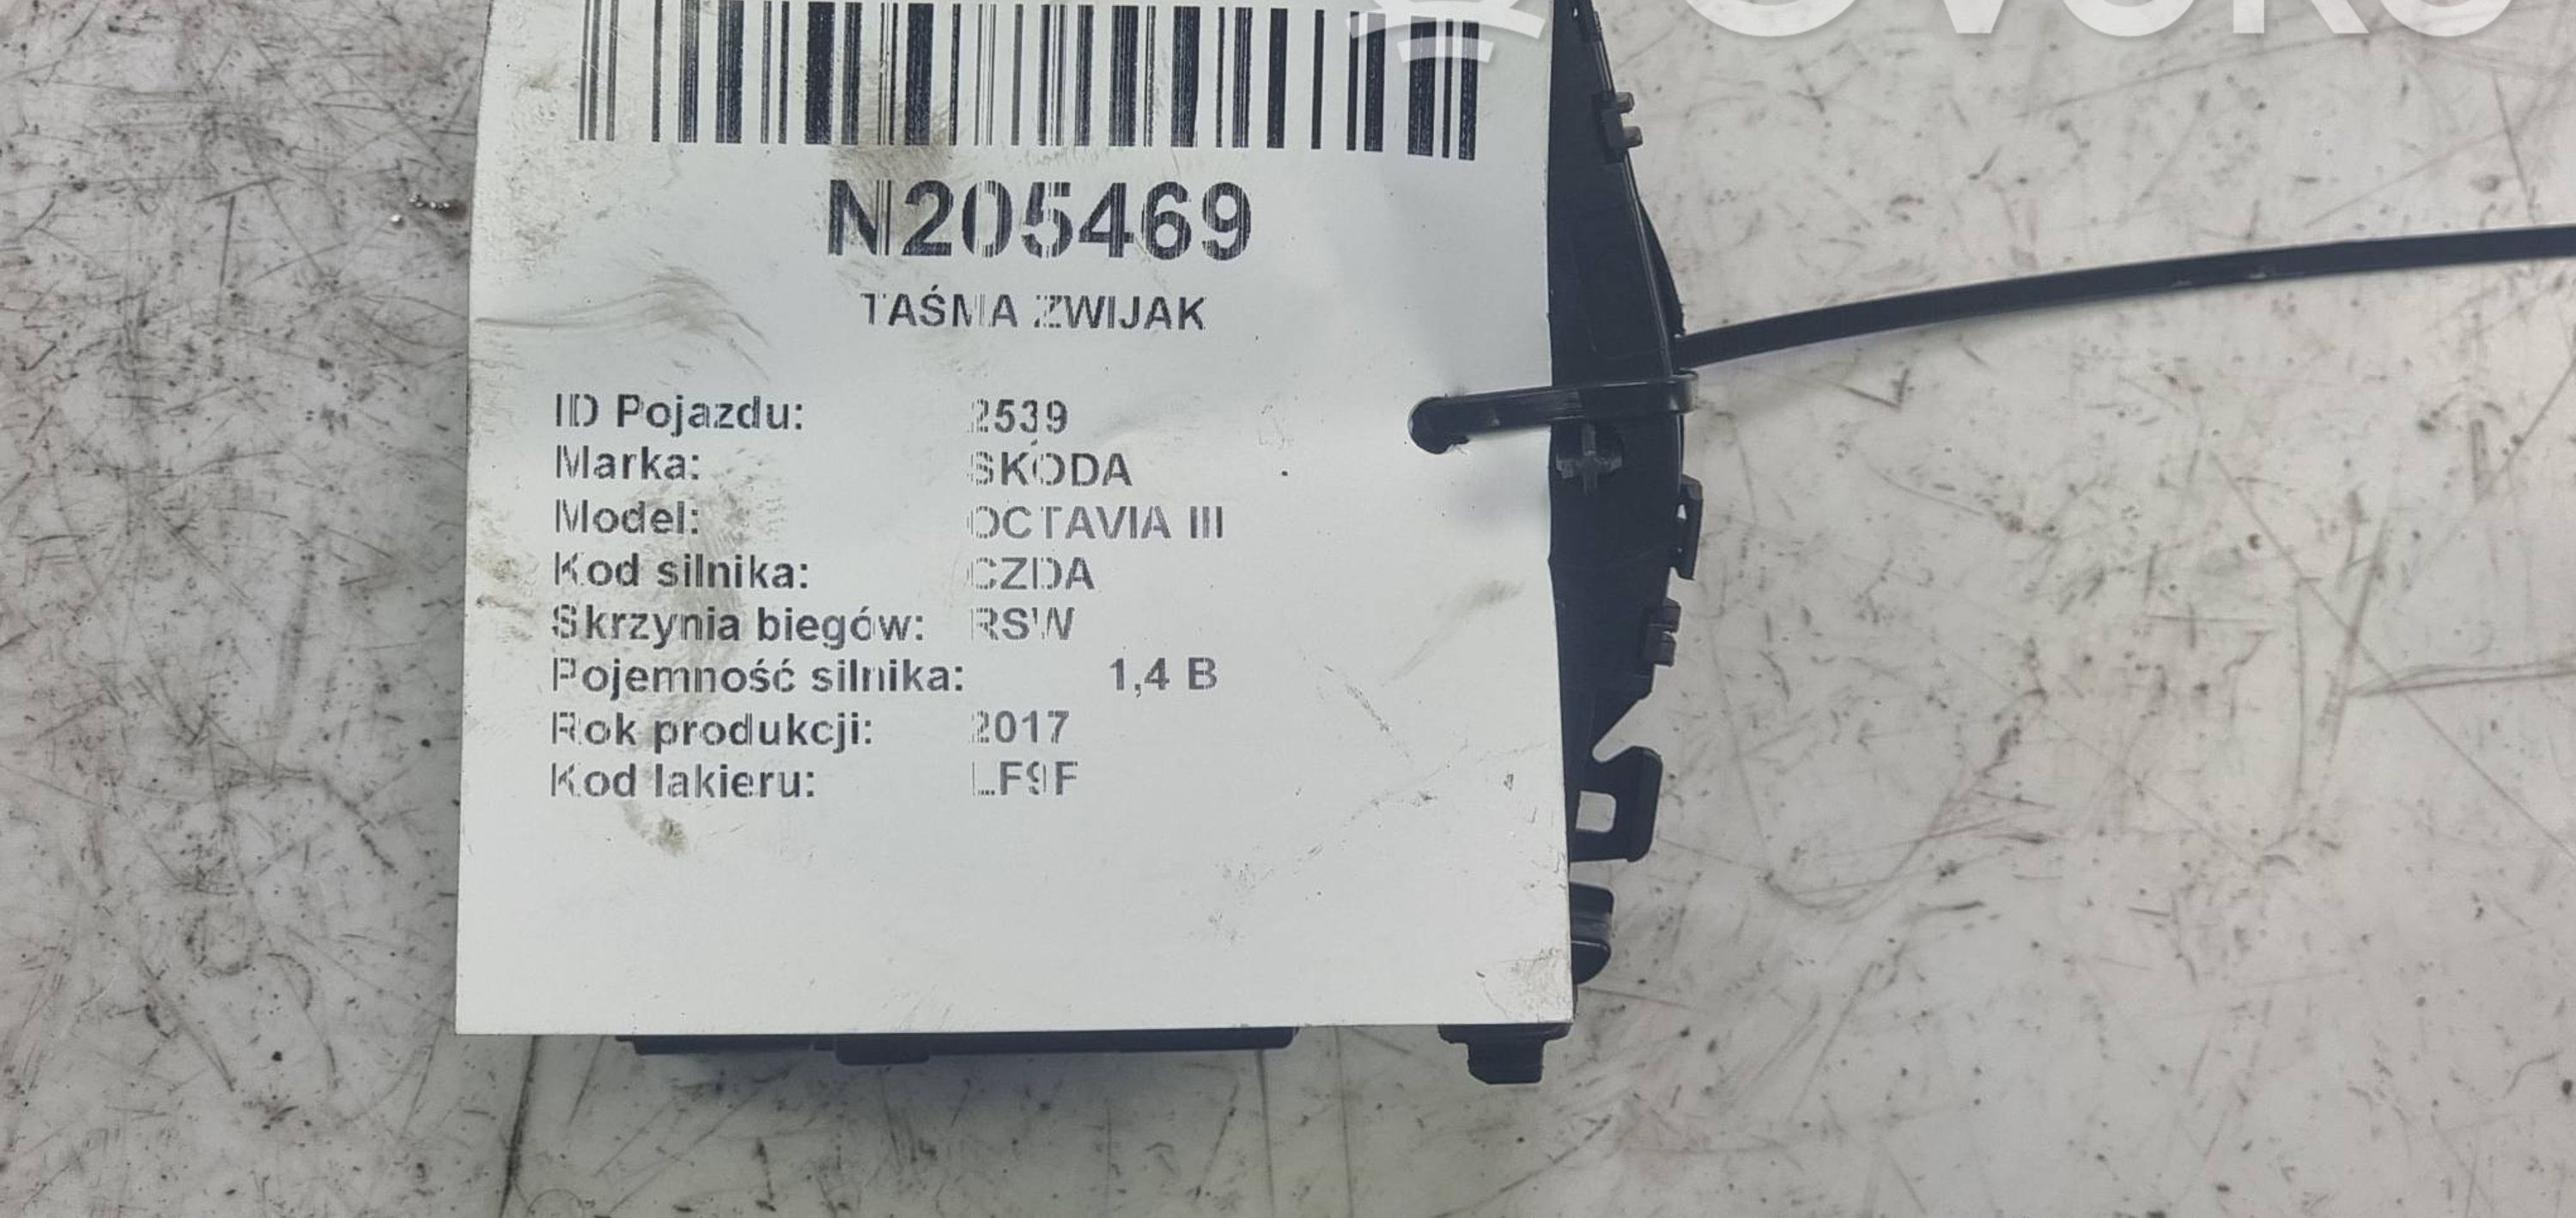 N205469
TAŚMA ZWIJAK
ID Pojazdu: 2539
Marka: SKODA
Model: OCTAVIA III
Kod silnika: CZDA
Skrzynia biegów: RSW
Pojemność silnika: 1,4 B
Rok produkcji: 2017
Kod lakieru: LF9F